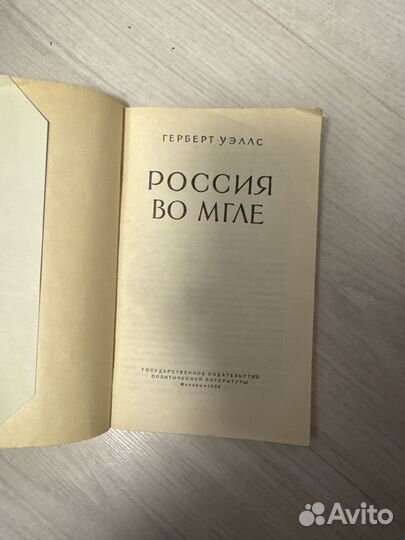 ГЕРБЕРТ УЭЛЛС
РОССИЯ
ВО МГЛЕ
ГОСУДАРСТВЕННОЕ ИЗДАТЕЛЬСТВО
ПОЛИТИЧЕСКОЙ ЛИТЕРАТУРЫ
Москва •
Avito